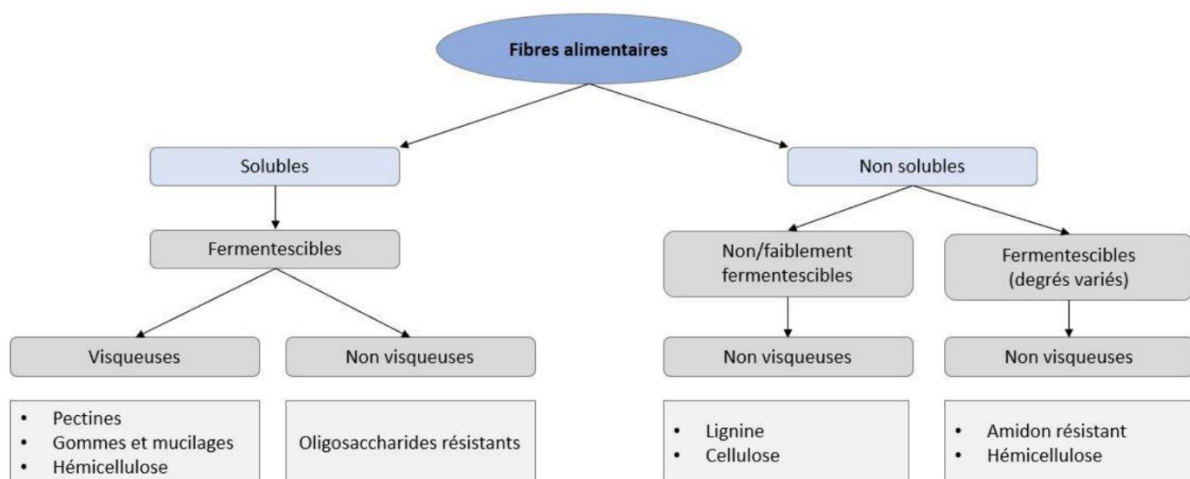 Fibres alimentaires
Solubles
Non solubles
Fermentescibles
Non/faiblement
fermentescibles
Fermentescibles
(degrés variés)
Visqueuses
Non visqueuses
Non visqueuses
Non visqueuses
• Pectines
• Gommes et mucilages
• Hémicellulose
Oligosaccharides résistants
• Lignine
• Cellulose
• Amidon résistant
• Hémicellulose